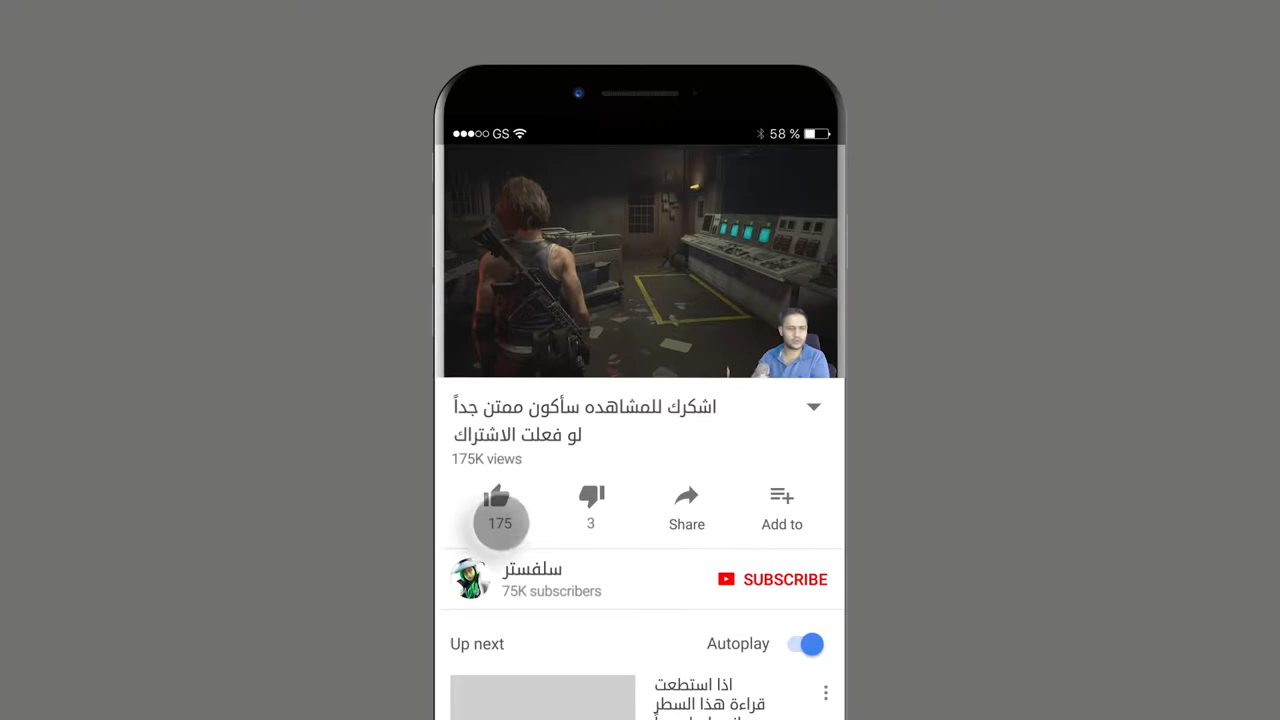 GS
58 %
اشكرك للمشاهده سأكون ممتن جداً
لو فعلت الاشتراك
175K views
175
3
Share
Add to
سلفستر
75K subscribers
SUBSCRIBE
Up next
Autoplay
اذا استطعت
قراءة هذا السطر